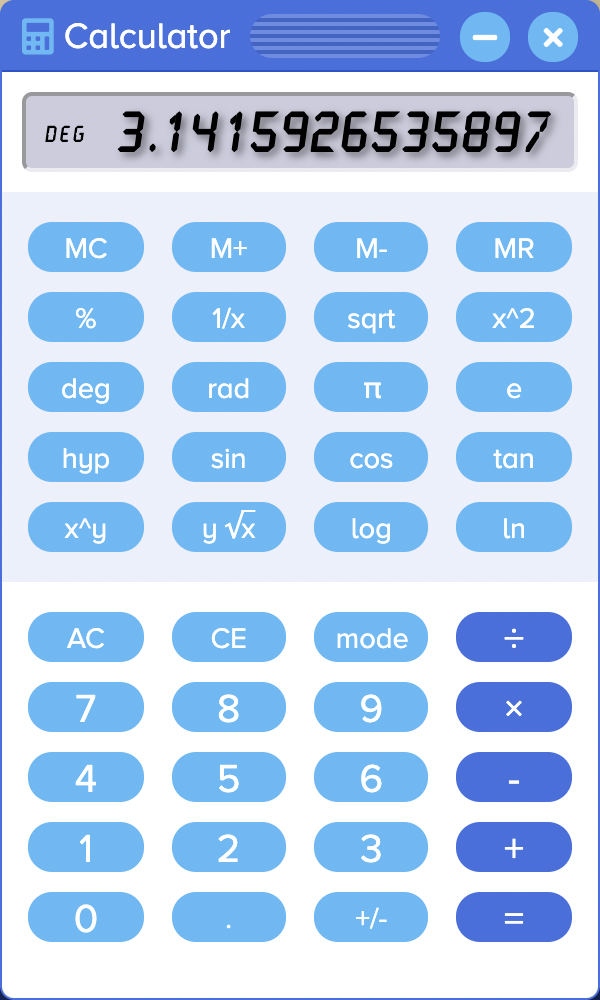 Calculator
DEG 3.1415926535897
MC M+ M- MR
% 1/x sqrt x^2
deg rad π e
hyp sin cos tan
x^y y √x log ln
AC CE mode ÷
7 8 9 ×
4 5 6 -
1 2 3 +
0 . +/- =